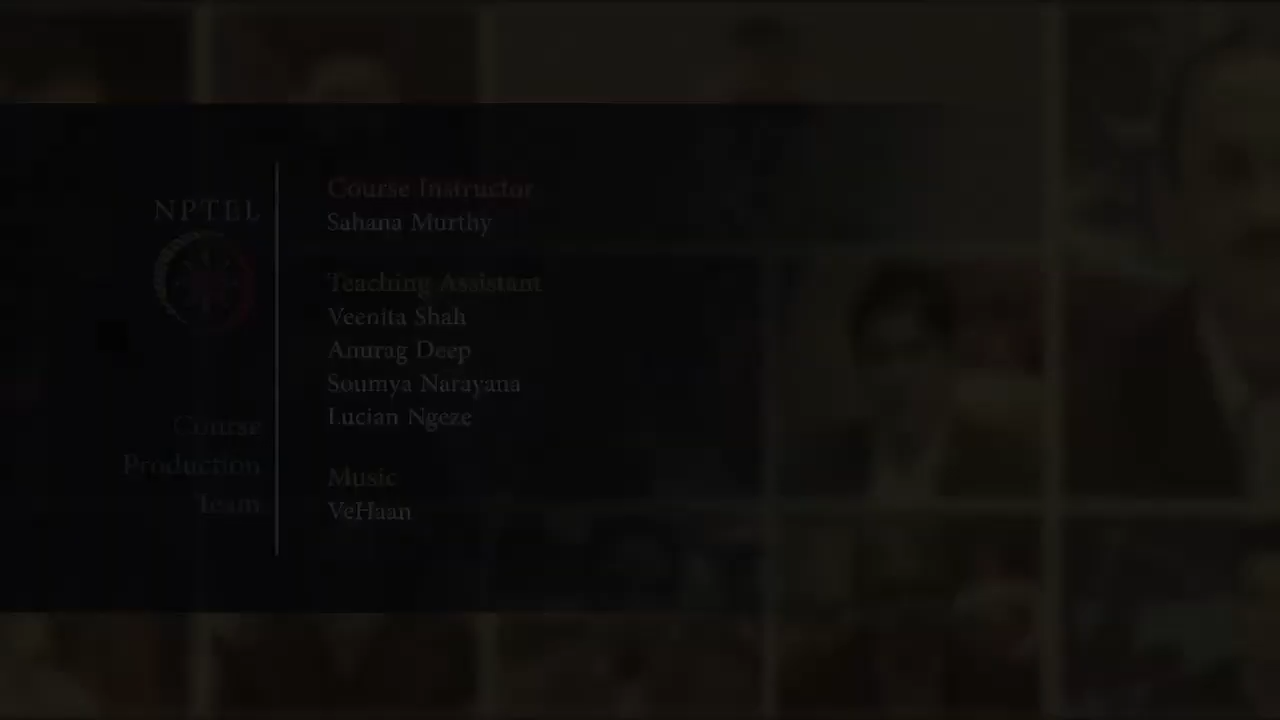 NPTEL
Course
Production
Team
Course Instructor
Sahana Murthy
Teaching Assistant
Veenita Shah
Anurag Deep
Soumya Narayana
Lucian Ngeze
Music
VeHaan